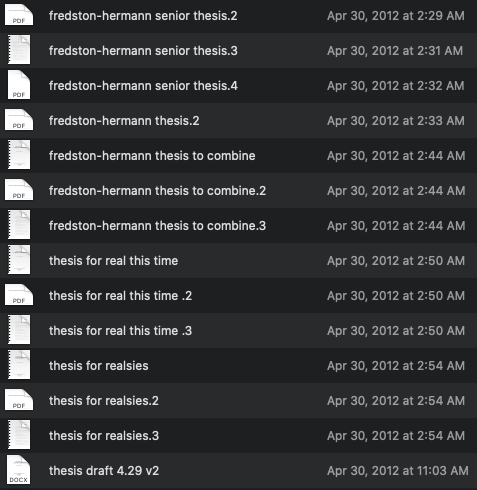 fredston-hermann senior thesis.2 Apr 30, 2012 at 2:29 AM
fredston-hermann senior thesis.3 Apr 30, 2012 at 2:31 AM
fredston-hermann senior thesis.4 Apr 30, 2012 at 2:32 AM
fredston-hermann thesis.2 Apr 30, 2012 at 2:33 AM
fredston-hermann thesis to combine Apr 30, 2012 at 2:44 AM
fredston-hermann thesis to combine.2 Apr 30, 2012 at 2:44 AM
fredston-hermann thesis to combine.3 Apr 30, 2012 at 2:44 AM
thesis for real this time Apr 30, 2012 at 2:50 AM
thesis for real this time .2 Apr 30, 2012 at 2:50 AM
thesis for real this time .3 Apr 30, 2012 at 2:50 AM
thesis for realsies Apr 30, 2012 at 2:54 AM
thesis for realsies.2 Apr 30, 2012 at 2:54 AM
thesis for realsies.3 Apr 30, 2012 at 2:54 AM
thesis draft 4.29 v2 Apr 30, 2012 at 11:03 AM
PDF
PDF
PDF
PDF
PDF
PDF
DOCX